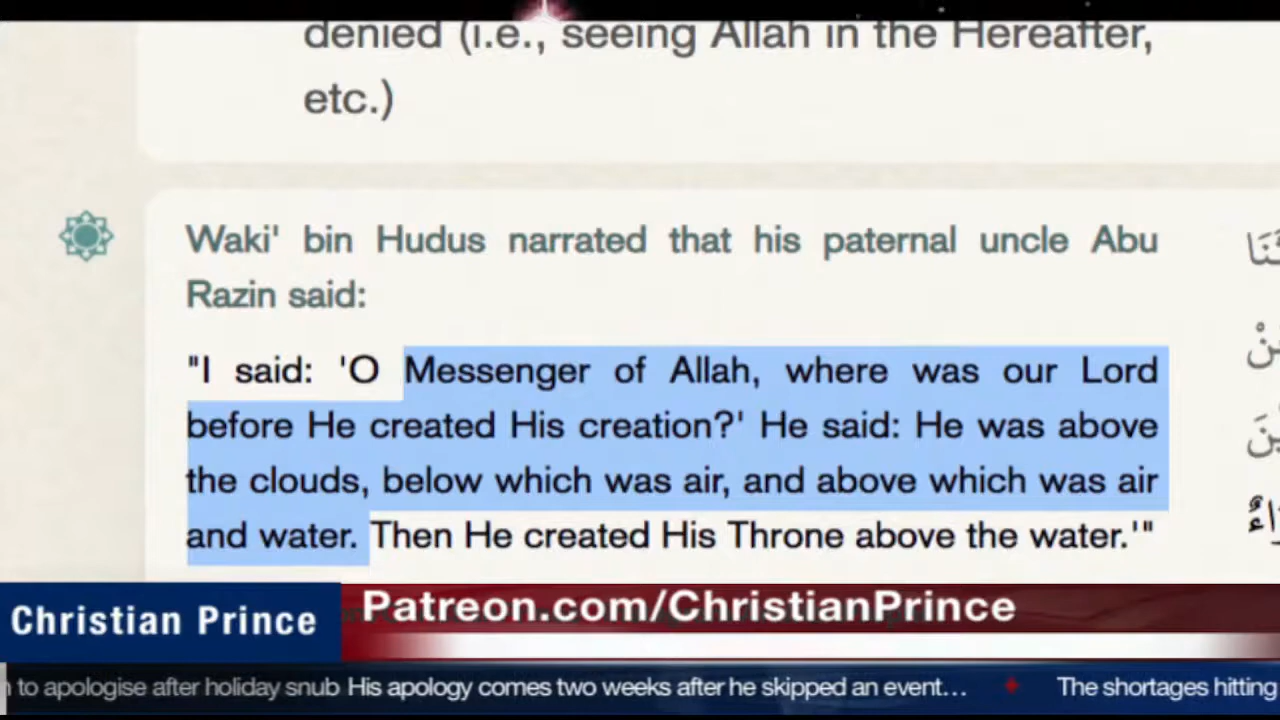 denied (i.e., seeing Allah in the Hereafter,
etc.)
Waki' bin Hudus narrated that his paternal uncle Abu
Razin said:
"I said: 'O Messenger of Allah, where was our Lord
before He created His creation?' He said: He was above
the clouds, below which was air, and above which was air
and water. Then He created His Throne above the water.'"
Christian Prince
Patreon.com/ChristianPrince
to apologise after holiday snub His apology comes two weeks after he skipped an event… The shortages hitting